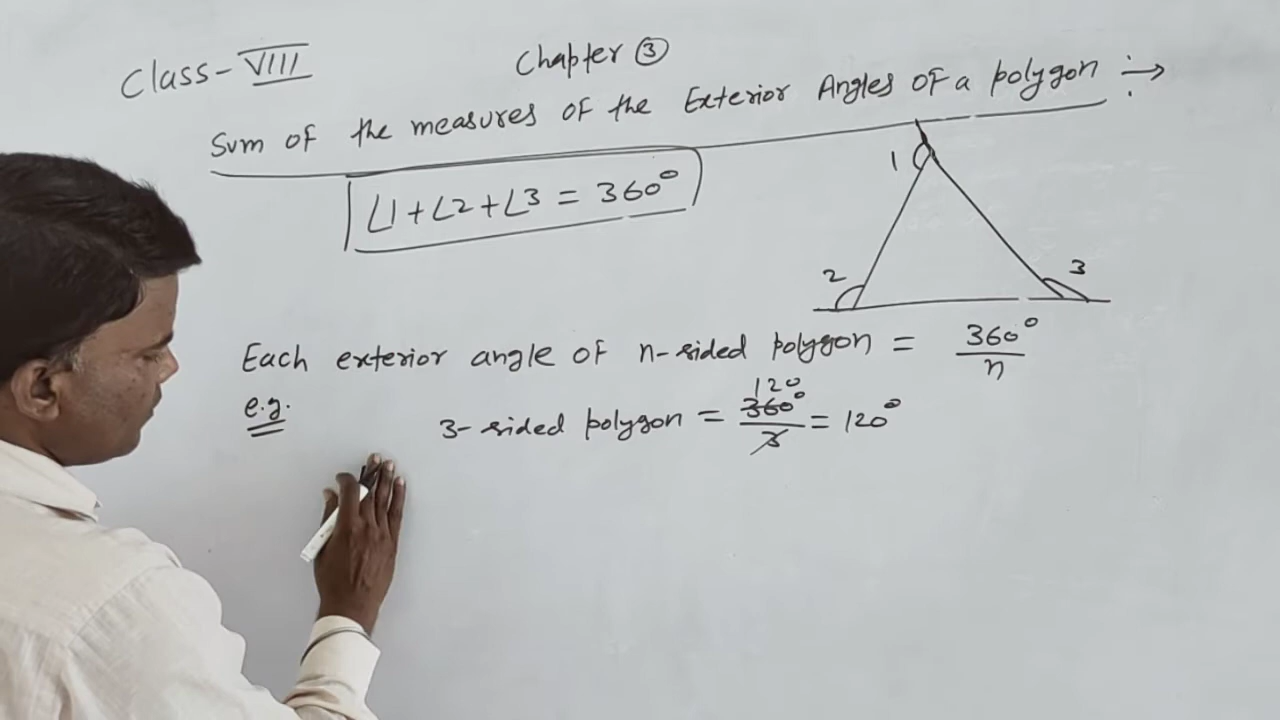 Class-VIII
Chapter ③
Sum of the measures of the Exterior Angles of a polygon :→
∠1+∠2+∠3 = 360°
1
2
3
Each exterior angle of n-sided polygon = 360°/n
e.g.
120
3-sided polygon = 360°/3 = 120°